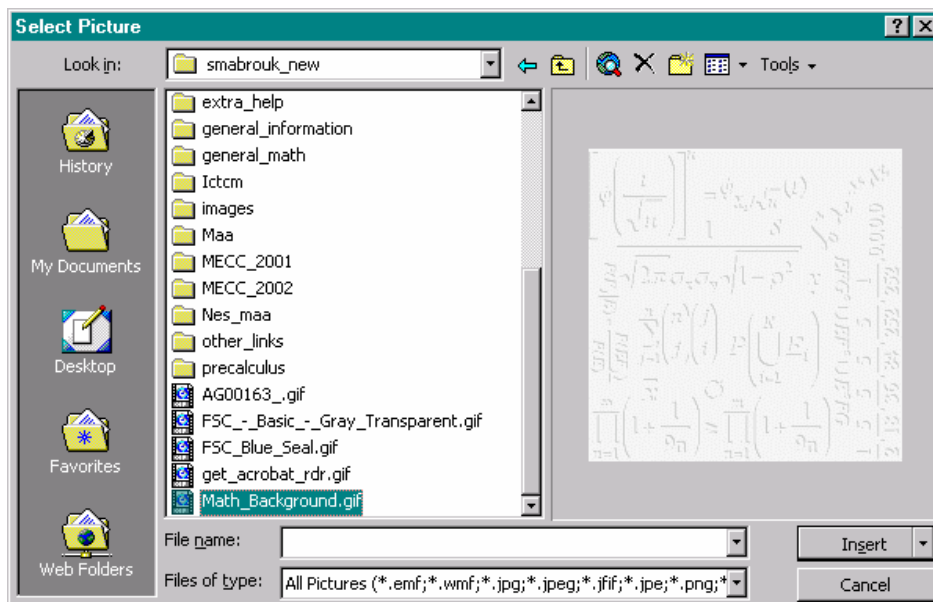 Select Picture
Look in:
smabrouk_new
Tools
History
My Documents
Desktop
Favorites
Web Folders
extra_help
general_information
general_math
Ictcm
images
Maa
MECC_2001
MECC_2002
Nes_maa
other_links
precalculus
AG00163_.gif
FSC_-_Basic_-_Gray_Transparent.gif
FSC_Blue_Seal.gif
get_acrobat_rdr.gif
Math_Background.gif
File name:
Insert
Files of type:
All Pictures (*.emf;*.wmf;*.jpg;*.jpeg;*.jfif;*.jpe;*.png;*
Cancel